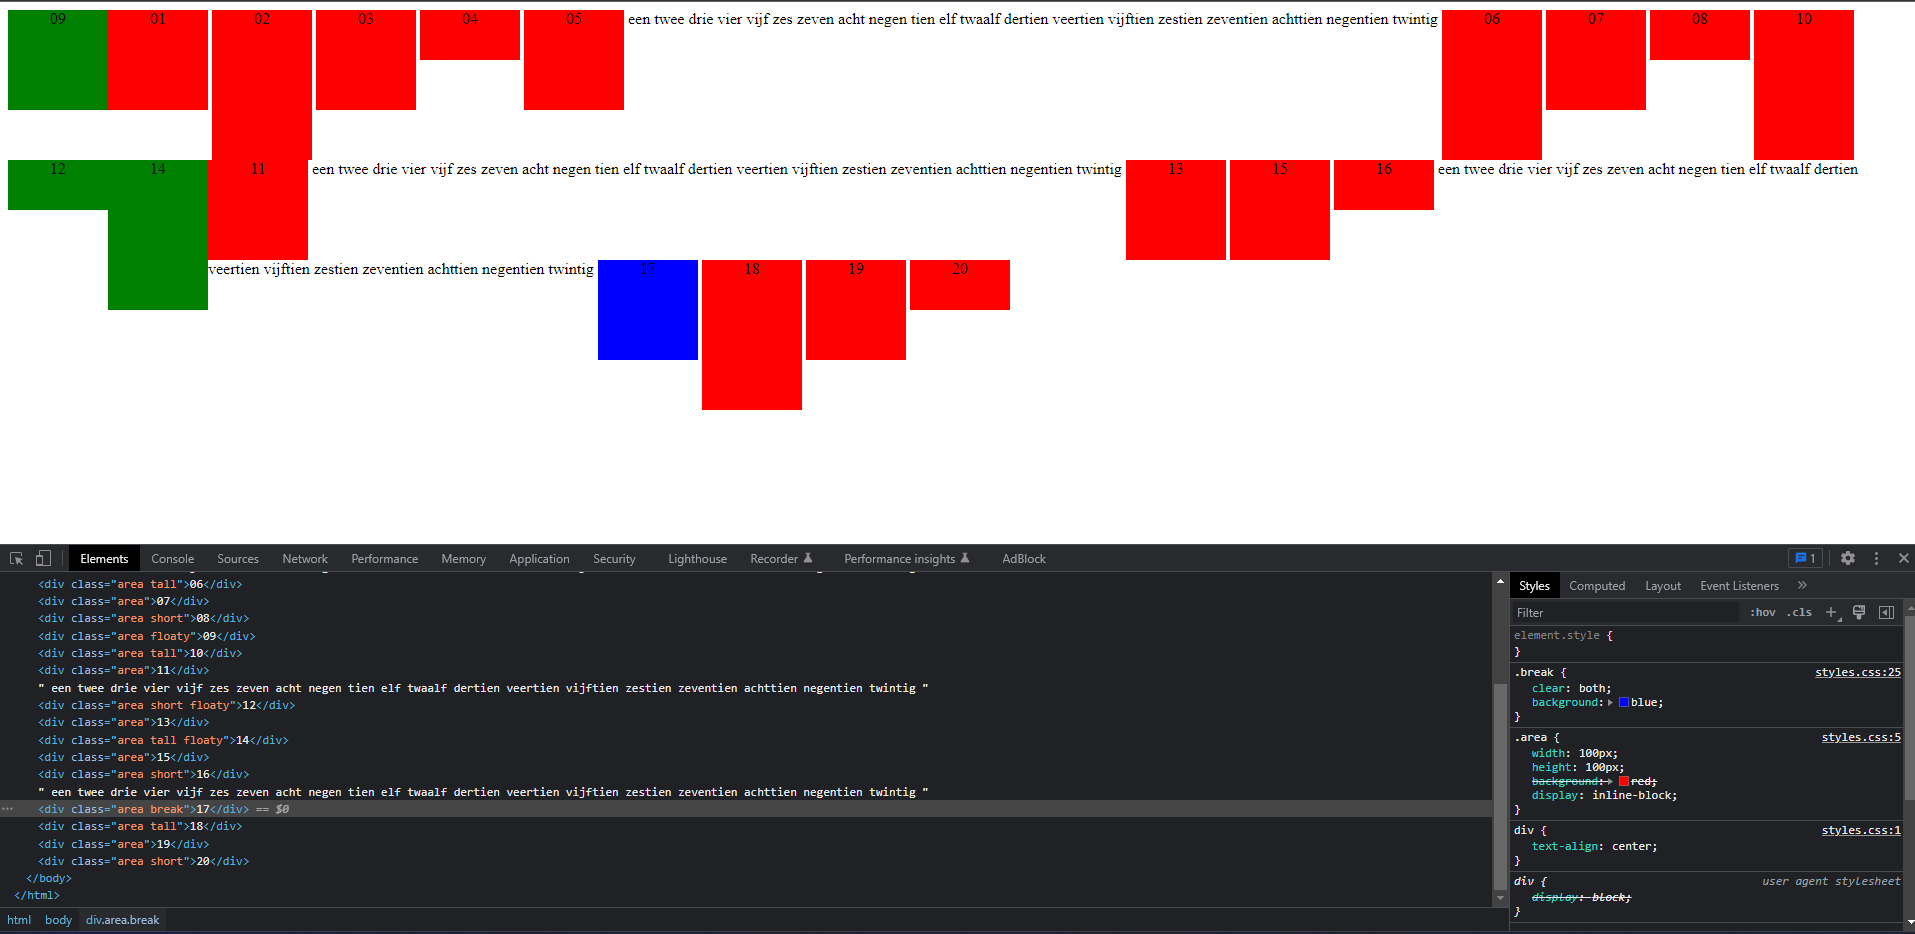 09 01 02 03 04 05 een twee drie vier vijf zes zeven acht negen tien elf twaalf dertien veertien vijftien zestien zeventien achttien negentien twintig 06 07 08 10
12 14 11 een twee drie vier vijf zes zeven acht negen tien elf twaalf dertien veertien vijftien zestien zeventien achttien negentien twintig 13 15 16 een twee drie vier vijf zes zeven acht negen tien elf twaalf dertien
veertien vijftien zestien zeventien achttien negentien twintig 17 18 19 20
Elements Console Sources Network Performance Memory Application Security Lighthouse Recorder Performance insights AdBlock 1
<div class="area tall">06</div>
<div class="area">07</div>
<div class="area short">08</div>
<div class="area floaty">09</div>
<div class="area tall">10</div>
<div class="area">11</div>
" een twee drie vier vijf zes zeven acht negen tien elf twaalf dertien veertien vijftien zestien zeventien achttien negentien twintig "
<div class="area short floaty">12</div>
<div class="area">13</div>
<div class="area tall floaty">14</div>
<div class="area">15</div>
<div class="area short">16</div>
" een twee drie vier vijf zes zeven acht negen tien elf twaalf dertien veertien vijftien zestien zeventien achttien negentien twintig "
<div class="area break">17</div> == $0
<div class="area tall">18</div>
<div class="area">19</div>
<div class="area short">20</div>
</body>
</html>
html body div.area.break
Styles Computed Layout Event Listeners »
Filter :hov .cls +
element.style {
}
.break { styles.css:25
clear: both;
background: blue;
}
.area { styles.css:5
width: 100px;
height: 100px;
background: red;
display: inline-block;
}
div { styles.css:1
text-align: center;
}
div { user agent stylesheet
display: block;
}